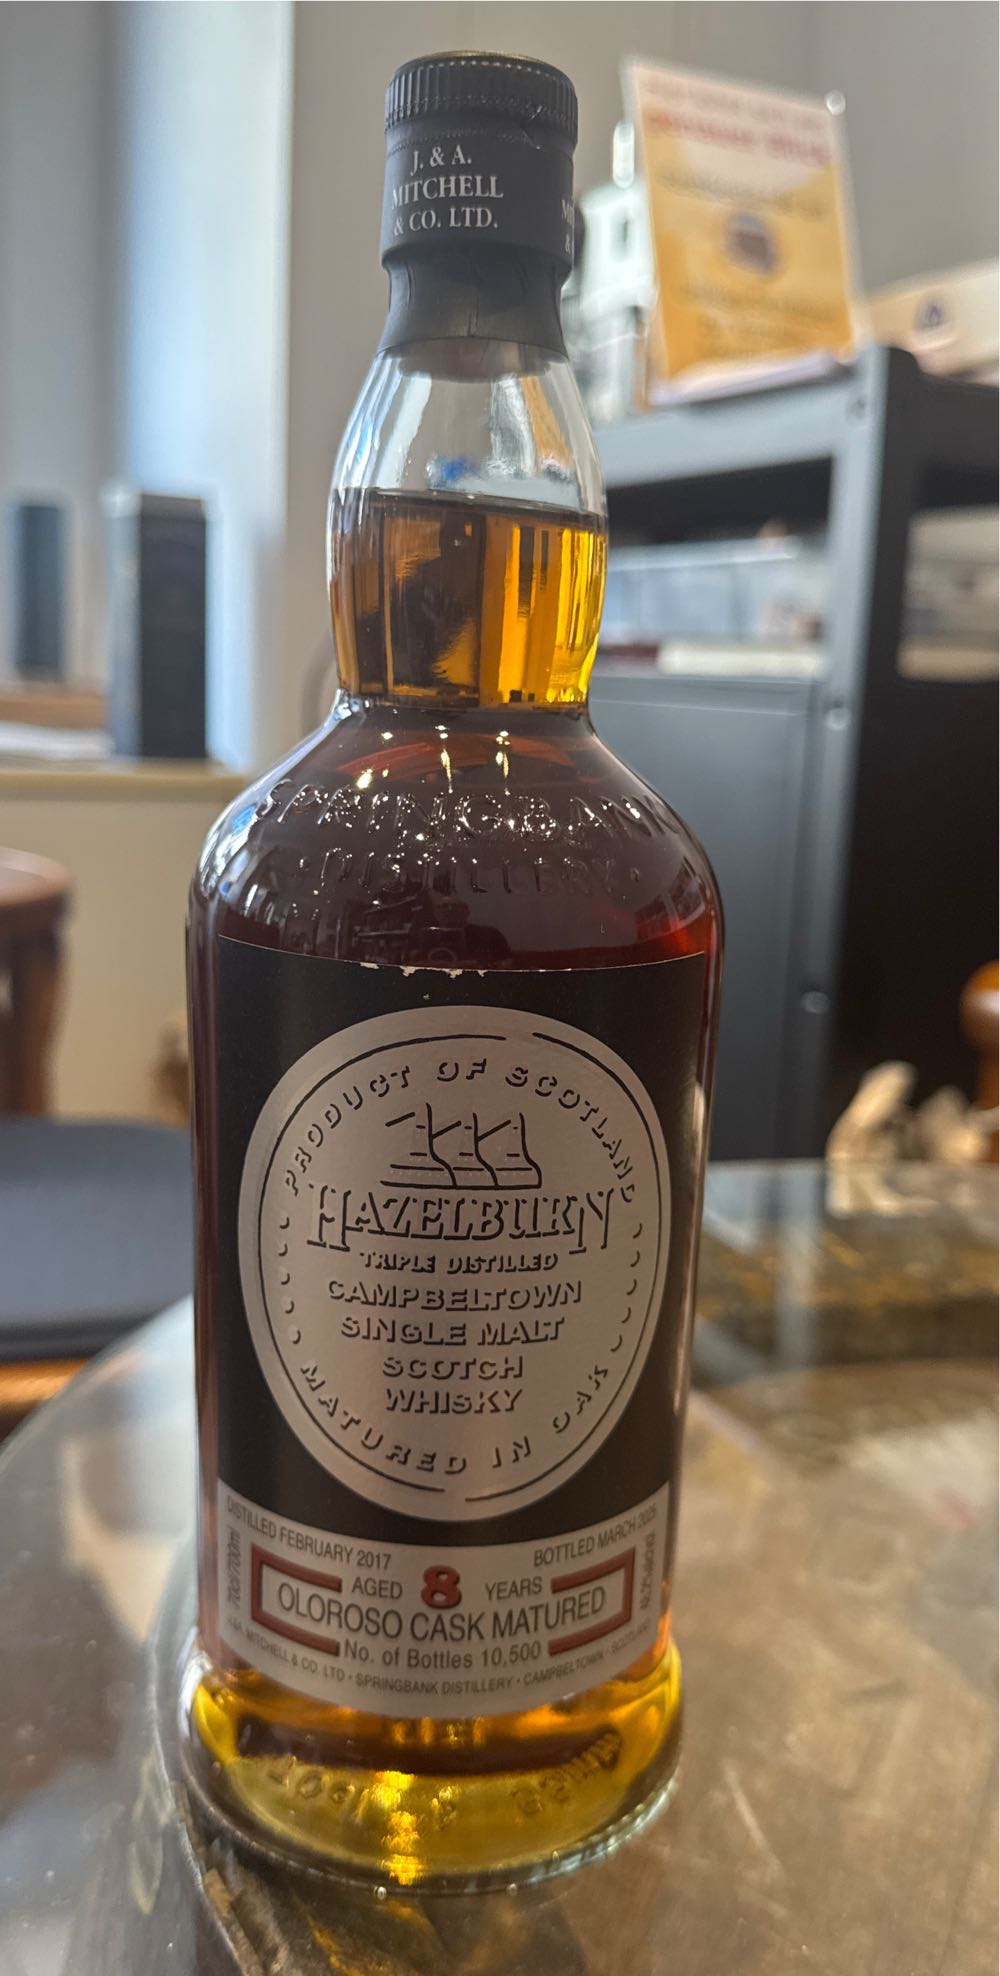 J. & A.
MITCHELL
& CO. LTD.
SPRINGBANK
· DISTILLERY ·
PRODUCT OF SCOTLAND
HAZELBURN
TRIPLE DISTILLED
CAMPBELTOWN
SINGLE MALT
SCOTCH
WHISKY
MATURED IN OAK
DISTILLED FEBRUARY 2017
BOTTLED MARCH 2025
70cl/700ml
AGED 8 YEARS
OLOROSO CASK MATURED
No. of Bottles 10,500
J.&A. MITCHELL & CO. LTD · SPRINGBANK DISTILLERY · CAMPBELTOWN · SCOTLAND